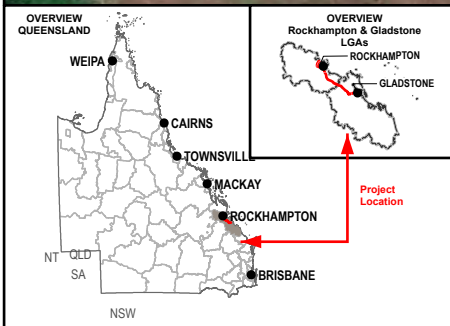 OVERVIEW
QUEENSLAND
WEIPA
CAIRNS
TOWNSVILLE
MACKAY
ROCKHAMPTON
BRISBANE
NT
QLD
SA
NSW
OVERVIEW
Rockhampton & Gladstone
LGAs
ROCKHAMPTON
GLADSTONE
Project
Location